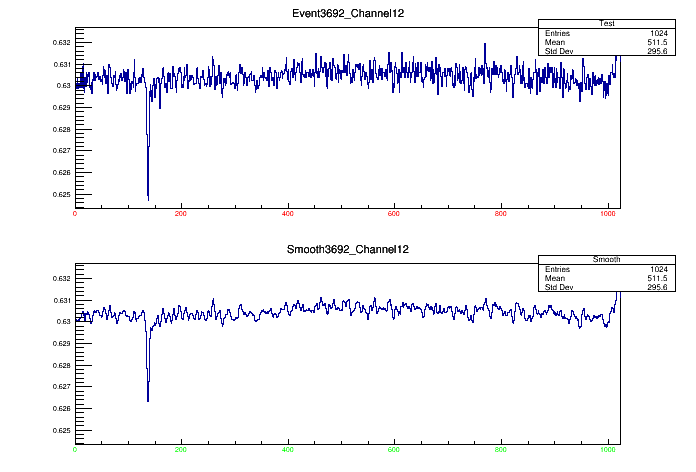 Event3692_Channel12
Test
Entries 1024
Mean 511.5
Std Dev 295.6
0.632
0.631
0.63
0.629
0.628
0.627
0.626
0.625
0 200 400 600 800 1000
Smooth3692_Channel12
Smooth
Entries 1024
Mean 511.5
Std Dev 295.6
0.632
0.631
0.63
0.629
0.628
0.627
0.626
0.625
0 200 400 600 800 1000